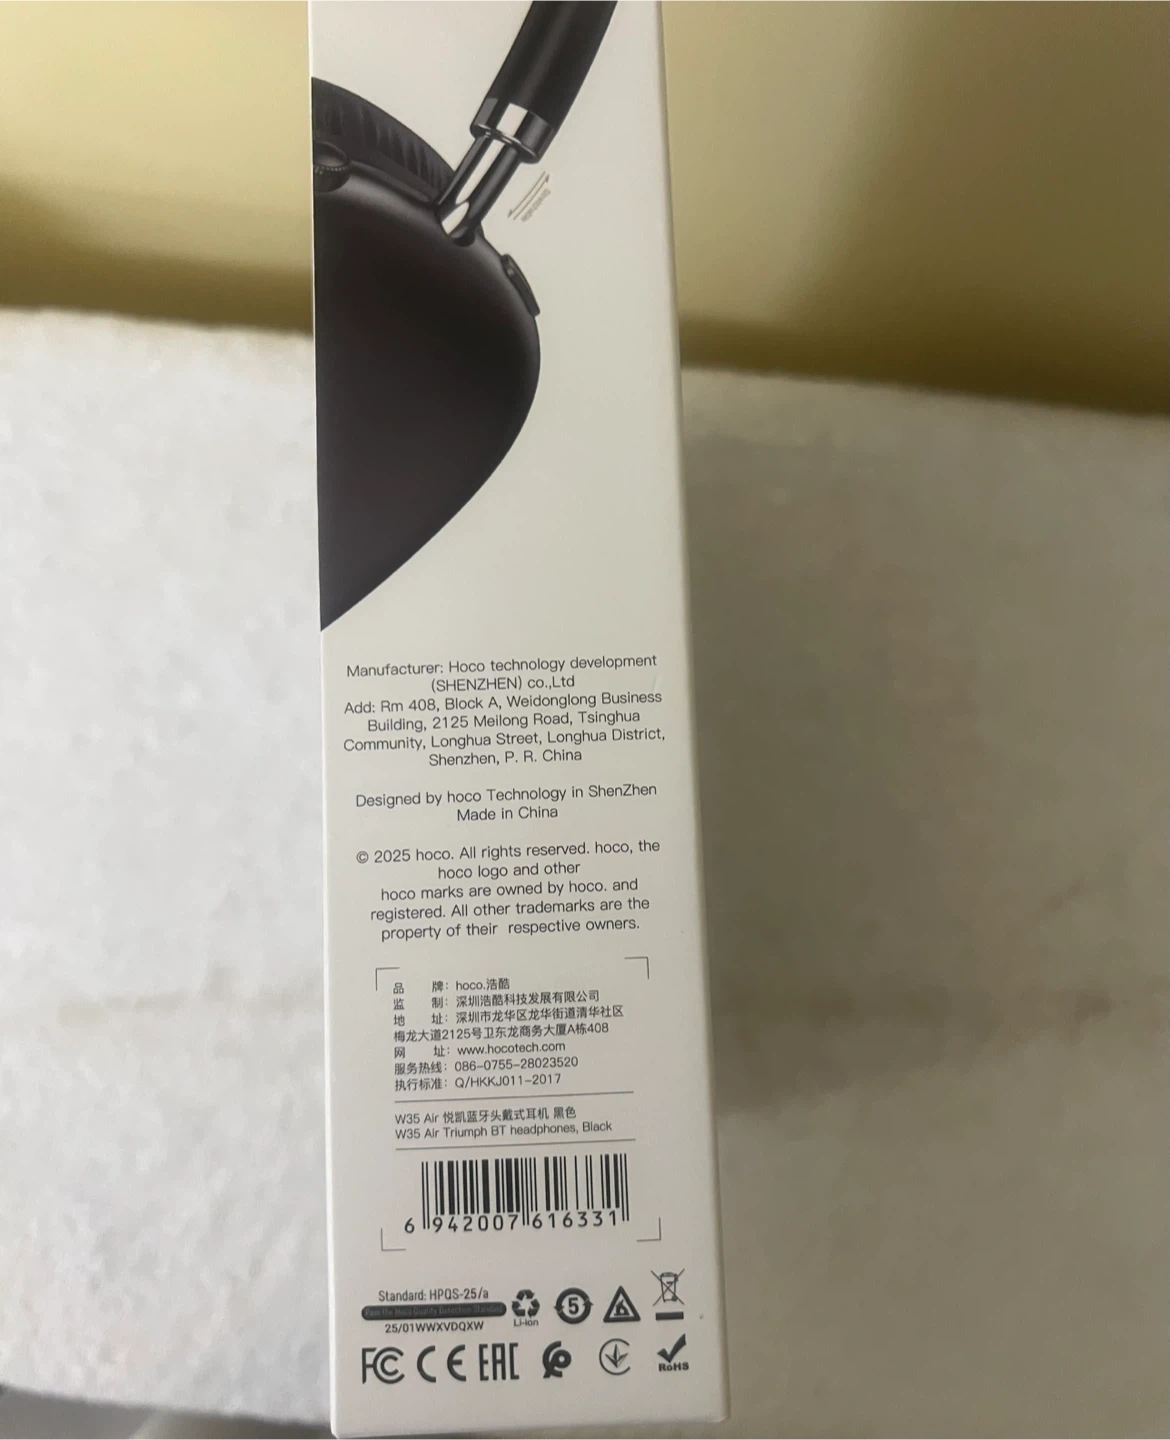 Manufacturer: Hoco technology development
(SHENZHEN) co.,Ltd
Add: Rm 408, Block A, Weidonglong Business
Building, 2125 Meilong Road, Tsinghua
Community, Longhua Street, Longhua District,
Shenzhen, P. R. China
Designed by hoco Technology in ShenZhen
Made in China
© 2025 hoco. All rights reserved. hoco, the
hoco logo and other
hoco marks are owned by hoco. and
registered. All other trademarks are the
property of their respective owners.
品 牌: hoco.浩酷
监 制: 深圳浩酷科技发展有限公司
地 址: 深圳市龙华区龙华街道清华社区
梅龙大道2125号卫东龙商务大厦A栋408
网 址: www.hocotech.com
服务热线: 086-0755-28023520
执行标准: Q/HKKJ011-2017
W35 Air 悦凯蓝牙头戴式耳机 黑色
W35 Air Triumph BT headphones, Black
6 942007 616331
Standard: HPQS-25/a
Pass the Hoco Quality Detection Standard
25/01WWXVDQXW
Li-ion
5
FC CE EAC
RoHS